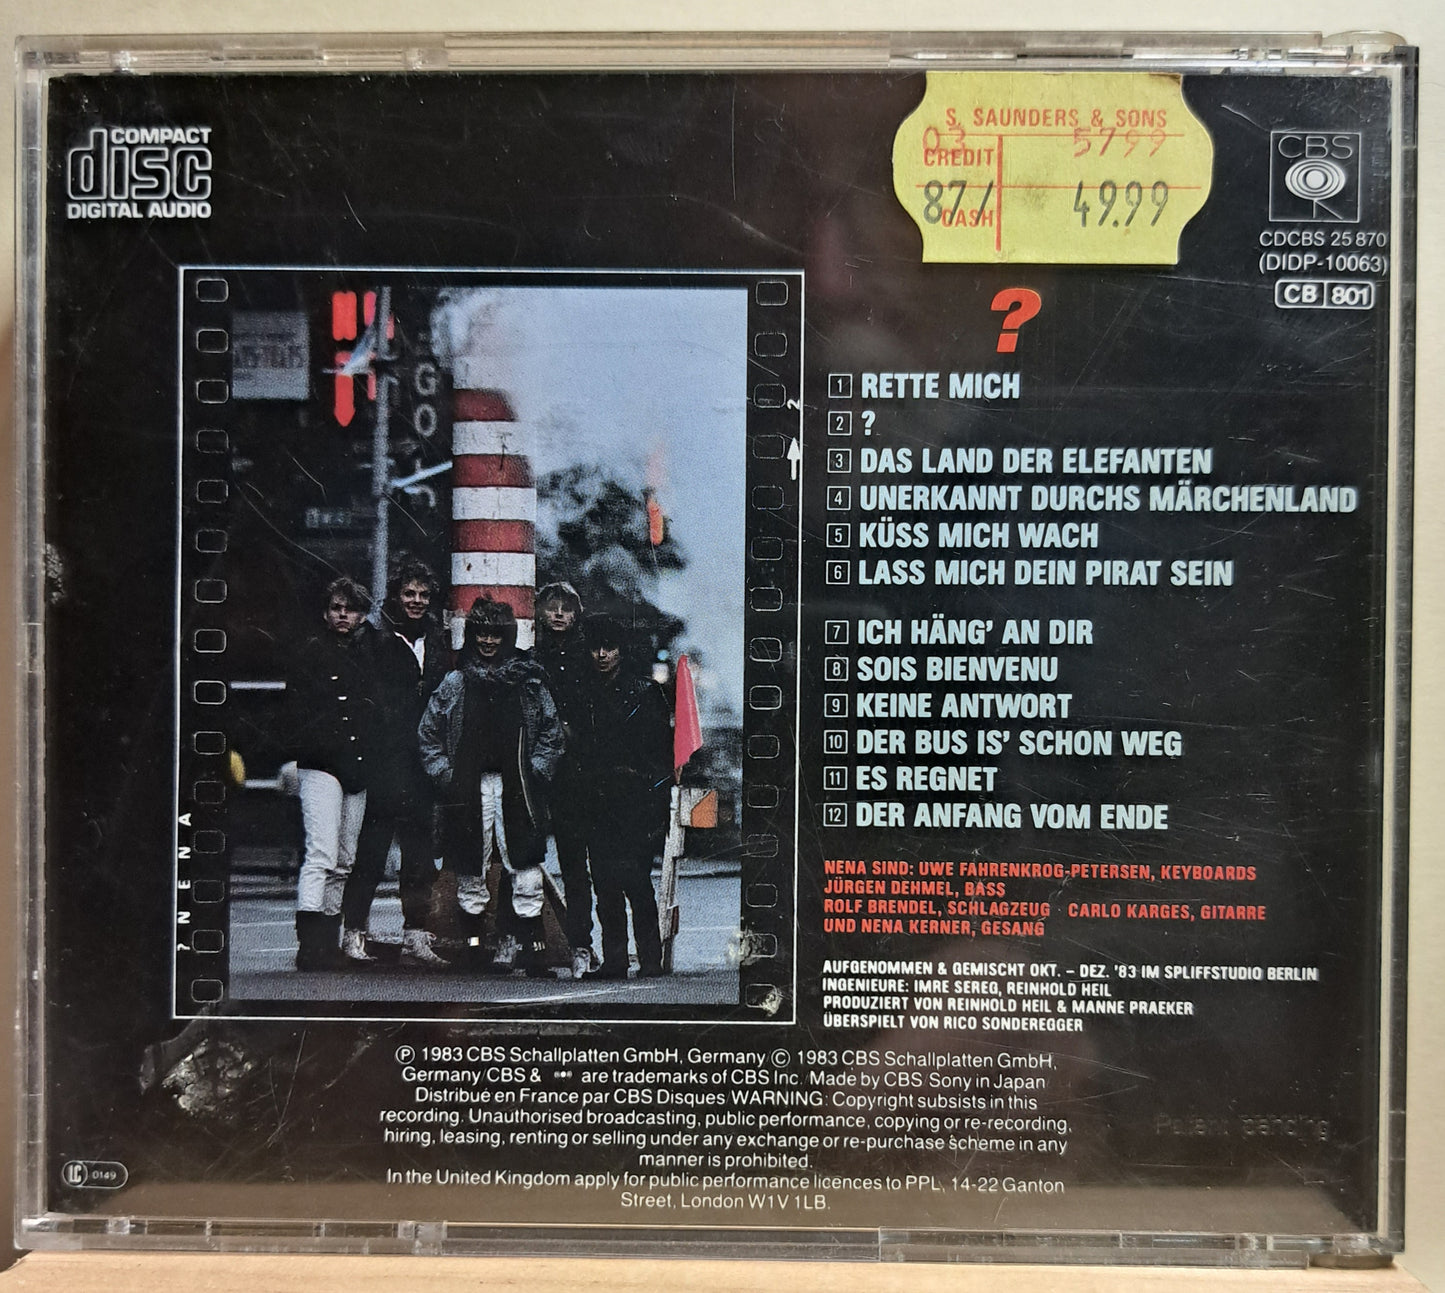 COMPACT
disc
DIGITAL AUDIO
S. SAUNDERS & SONS
03 5799
CREDIT
87/ 49.99
CASH
CBS
CDCBS 25 870
(DIDP-10063)
CB 801
?
1 RETTE MICH
2 ?
3 DAS LAND DER ELEFANTEN
4 UNERKANNT DURCHS MÄRCHENLAND
5 KÜSS MICH WACH
6 LASS MICH DEIN PIRAT SEIN
7 ICH HÄNG' AN DIR
8 SOIS BIENVENU
9 KEINE ANTWORT
10 DER BUS IS' SCHON WEG
11 ES REGNET
12 DER ANFANG VOM ENDE
GO
2
? NENA
NENA SIND: UWE FAHRENKROG-PETERSEN, KEYBOARDS
JÜRGEN DEHMEL, BASS
ROLF BRENDEL, SCHLAGZEUG · CARLO KARGES, GITARRE
UND NENA KERNER, GESANG
AUFGENOMMEN & GEMISCHT OKT. – DEZ. '83 IM SPLIFFSTUDIO BERLIN
INGENIEURE: IMRE SEREG, REINHOLD HEIL
PRODUZIERT VON REINHOLD HEIL & MANNE PRAEKER
ÜBERSPIELT VON RICO SONDEREGGER
Ⓟ 1983 CBS Schallplatten GmbH, Germany/© 1983 CBS Schallplatten GmbH,
Germany/CBS & are trademarks of CBS Inc./Made by CBS/Sony in Japan
Distribué en France par CBS Disques/WARNING: Copyright subsists in this
recording. Unauthorised broadcasting, public performance, copying or re-recording,
hiring, leasing, renting or selling under any exchange or re-purchase scheme in any
manner is prohibited.
In the United Kingdom apply for public performance licences to PPL, 14-22 Ganton
Street, London W1V 1LB.
Patent pending
LC 0149